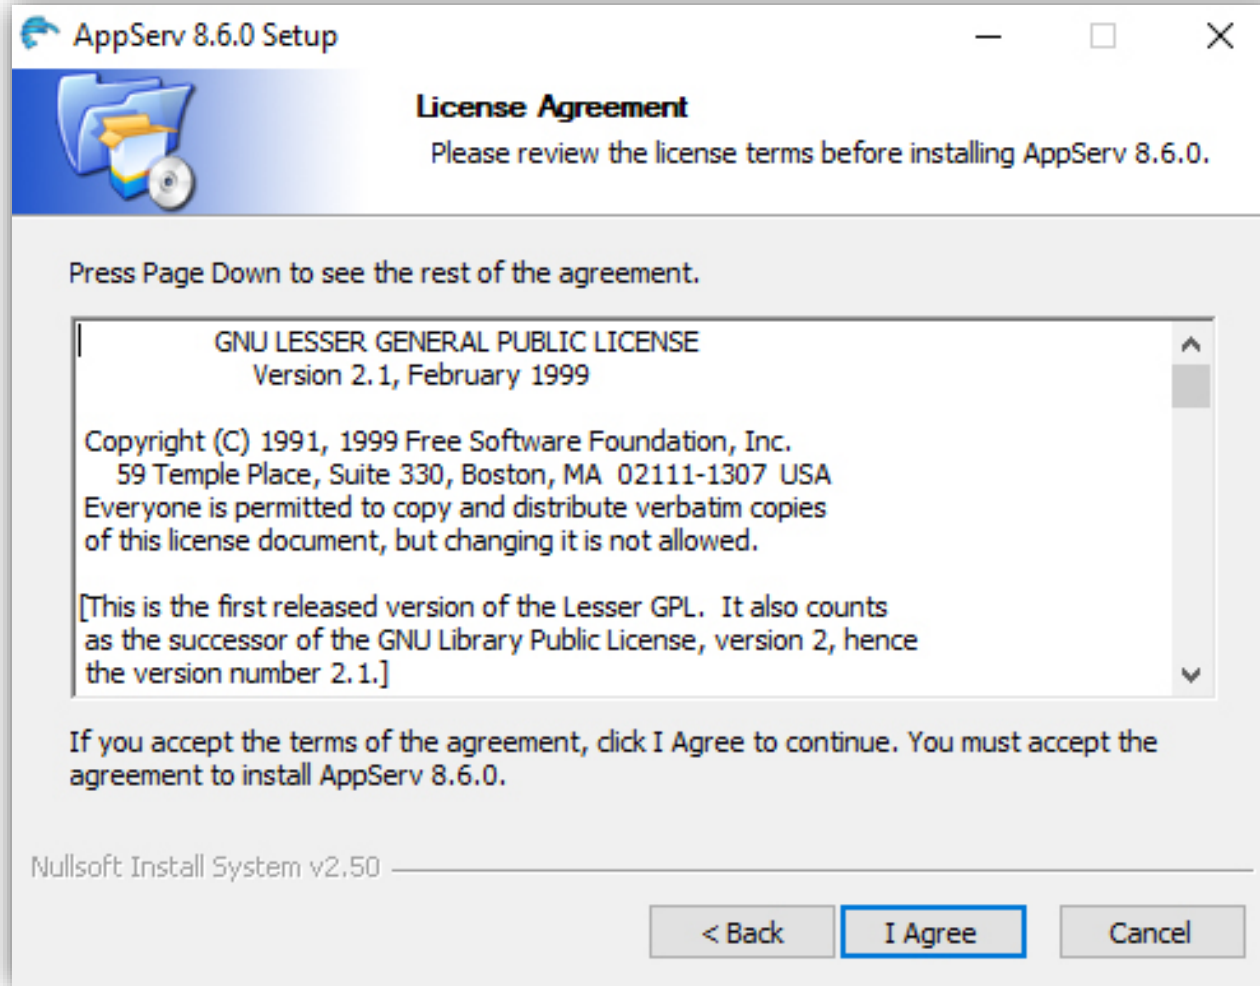 AppServ 8.6.0 Setup
License Agreement
Please review the license terms before installing AppServ 8.6.0.
Press Page Down to see the rest of the agreement.
GNU LESSER GENERAL PUBLIC LICENSE
Version 2.1, February 1999
Copyright (C) 1991, 1999 Free Software Foundation, Inc.
59 Temple Place, Suite 330, Boston, MA  02111-1307  USA
Everyone is permitted to copy and distribute verbatim copies
of this license document, but changing it is not allowed.
[This is the first released version of the Lesser GPL.  It also counts
as the successor of the GNU Library Public License, version 2, hence
the version number 2.1.]
If you accept the terms of the agreement, click I Agree to continue. You must accept the
agreement to install AppServ 8.6.0.
Nullsoft Install System v2.50
< Back
I Agree
Cancel